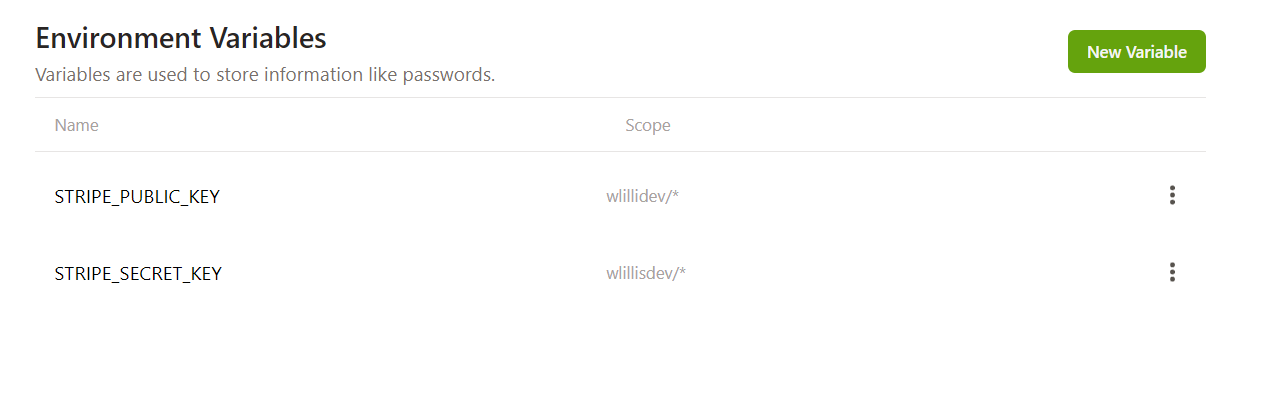 Environment Variables
New Variable
Variables are used to store information like passwords.
Name Scope
STRIPE_PUBLIC_KEY wlillidev/*
STRIPE_SECRET_KEY wlillisdev/*